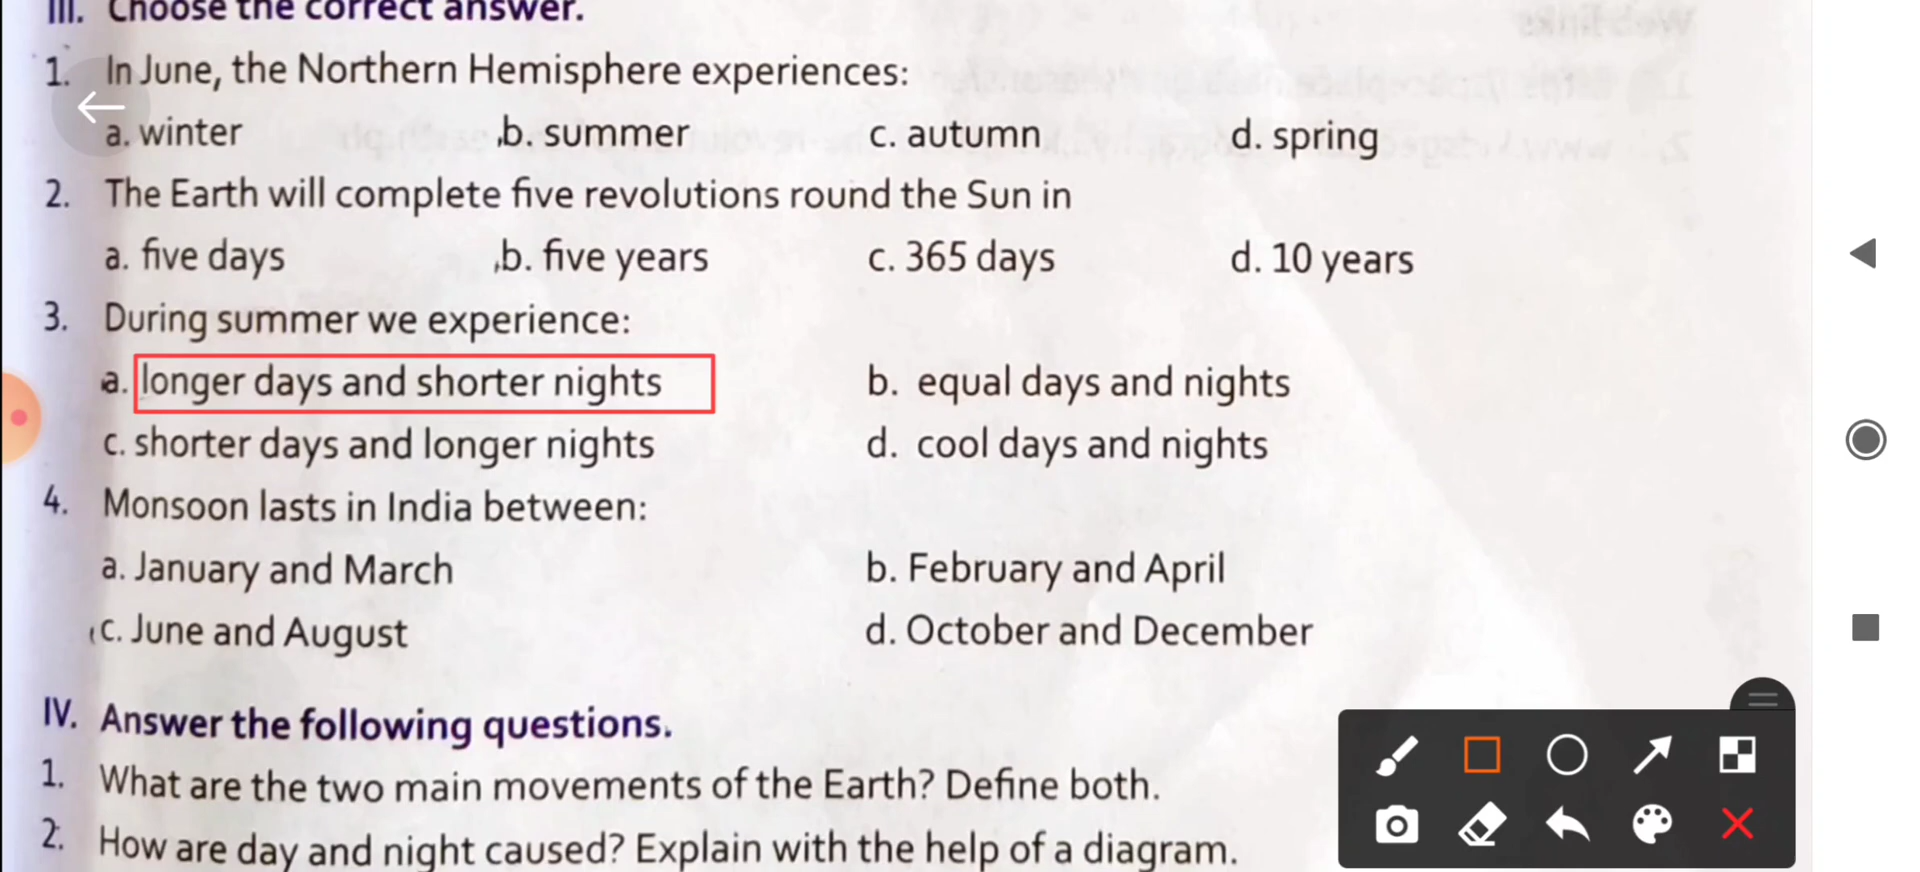 III. Choose the correct answer.
1. In June, the Northern Hemisphere experiences:
a. winter b. summer c. autumn d. spring
2. The Earth will complete five revolutions round the Sun in
a. five days b. five years c. 365 days d. 10 years
3. During summer we experience:
a. longer days and shorter nights b. equal days and nights
c. shorter days and longer nights d. cool days and nights
4. Monsoon lasts in India between:
a. January and March b. February and April
c. June and August d. October and December
IV. Answer the following questions.
1. What are the two main movements of the Earth? Define both.
2. How are day and night caused? Explain with the help of a diagram.